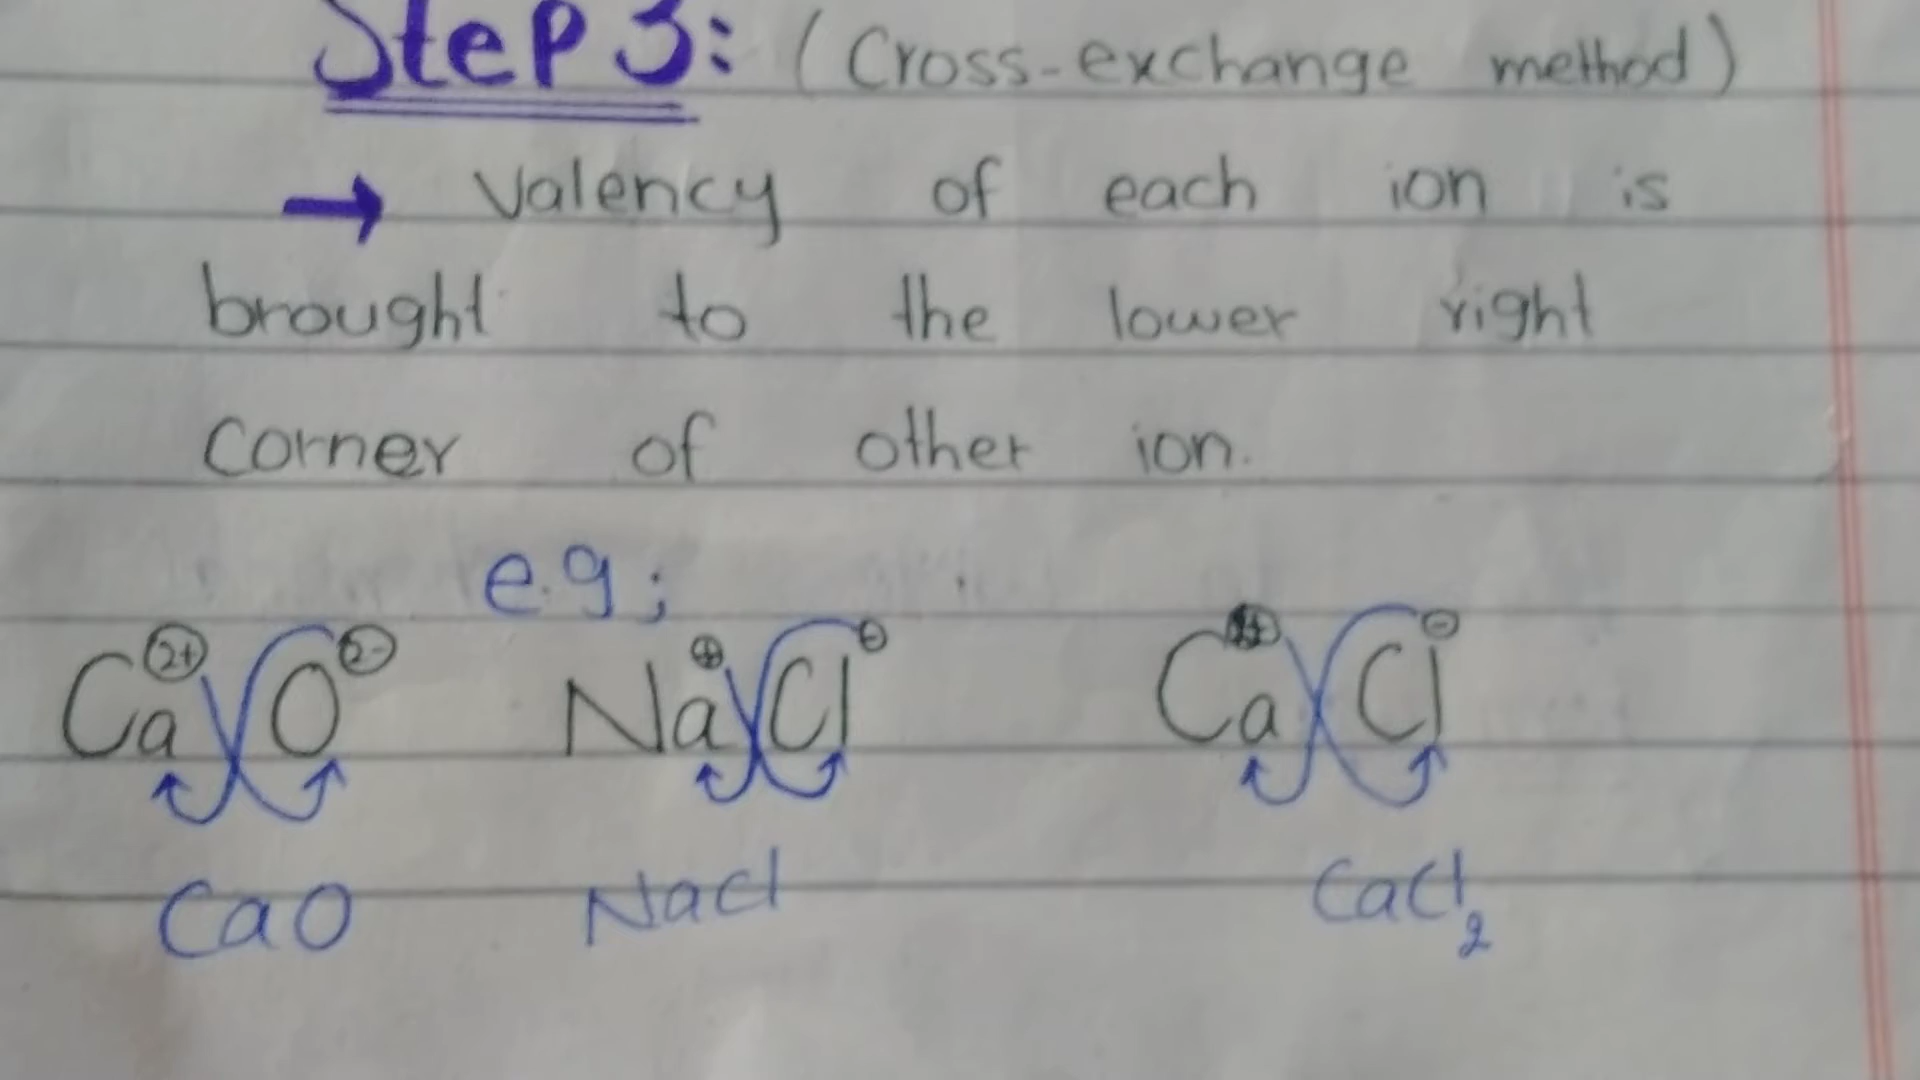 Step 3: (Cross-exchange method)
→ Valency of each ion is
brought to the lower right
corner of other ion.
e.g;
Ca²⁺ O²⁻ Na⁺ Cl⁻ Ca Cl⁻
CaO NaCl CaCl₂